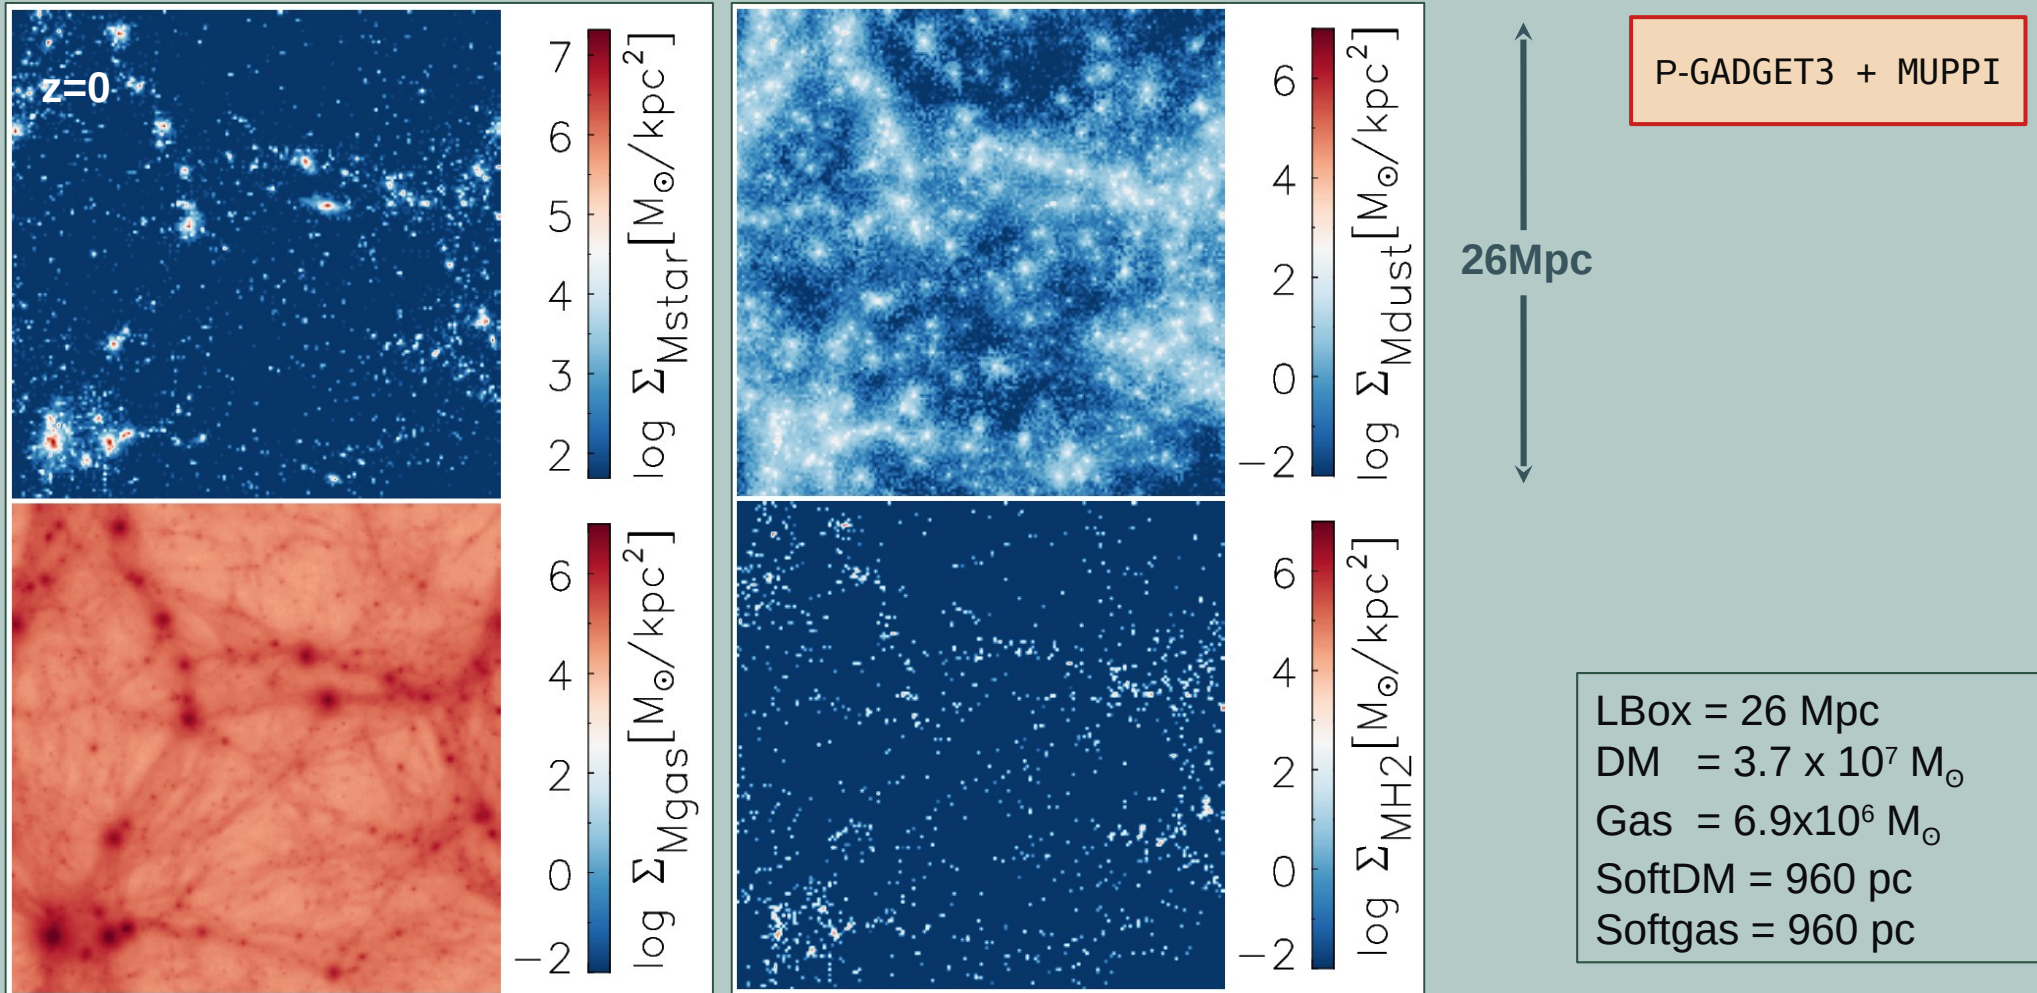 z=0
7
6
5
4
3
2
log Σ_Mstar[M⊙/kpc²]
6
4
2
0
−2
log Σ_Mdust[M⊙/kpc²]
26Mpc
P-GADGET3 + MUPPI
6
4
2
0
−2
log Σ_Mgas[M⊙/kpc²]
6
4
2
0
−2
log Σ_MH2[M⊙/kpc²]
LBox = 26 Mpc
DM = 3.7 x 10⁷ M⊙
Gas = 6.9x10⁶ M⊙
SoftDM = 960 pc
Softgas = 960 pc